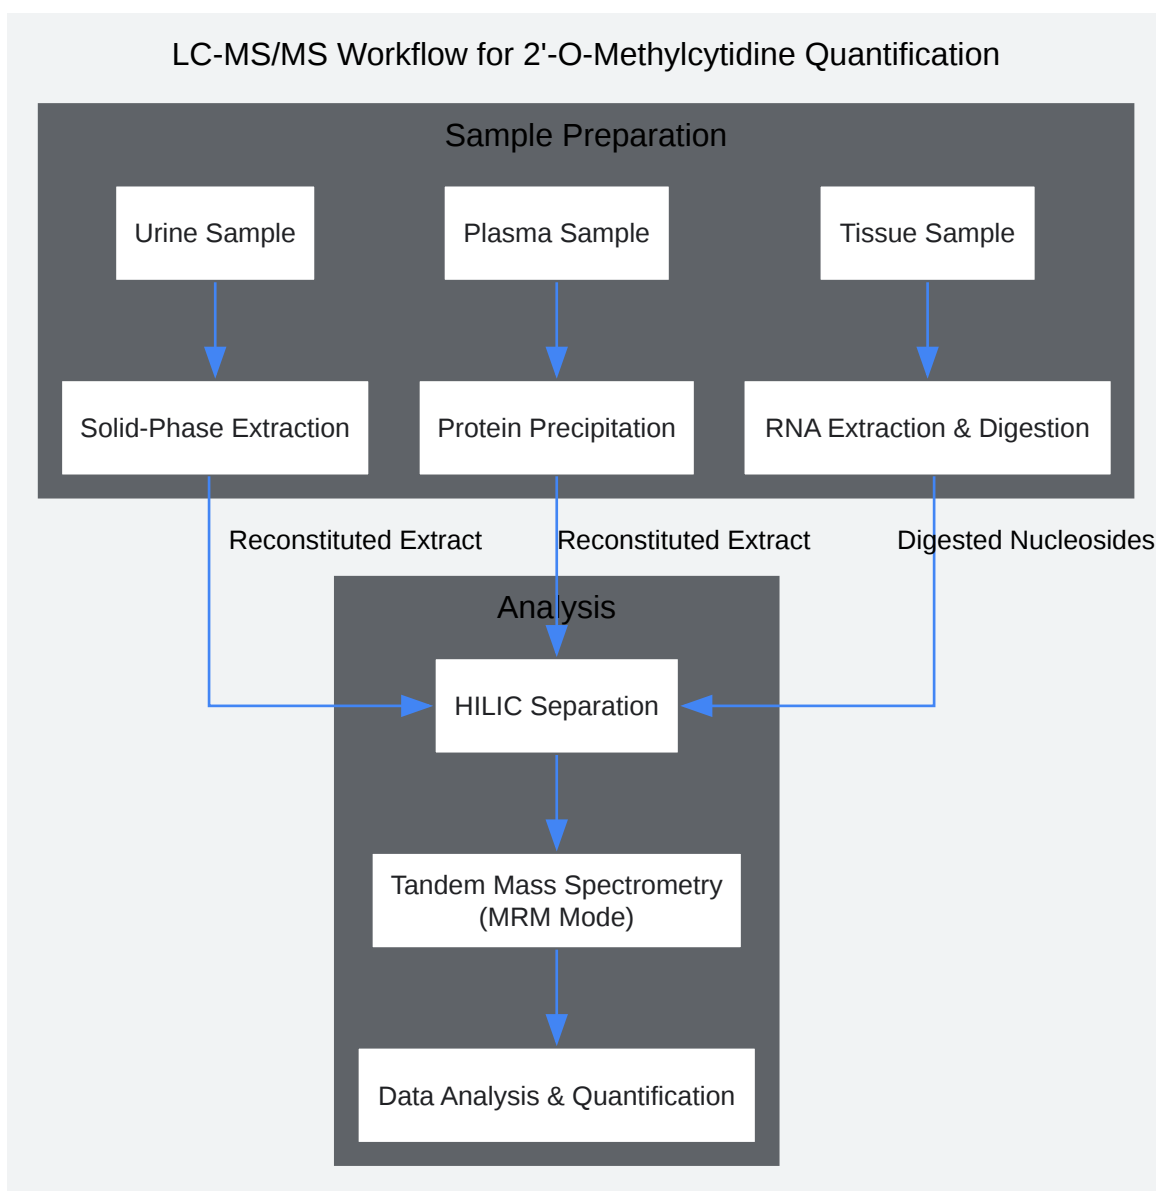 LC-MS/MS Workflow for 2'-O-Methylcytidine Quantification
Sample Preparation
Urine Sample
Plasma Sample
Tissue Sample
Solid-Phase Extraction
Protein Precipitation
RNA Extraction & Digestion
Reconstituted Extract
Reconstituted Extract
Digested Nucleosides
Analysis
HILIC Separation
Tandem Mass Spectrometry
(MRM Mode)
Data Analysis & Quantification